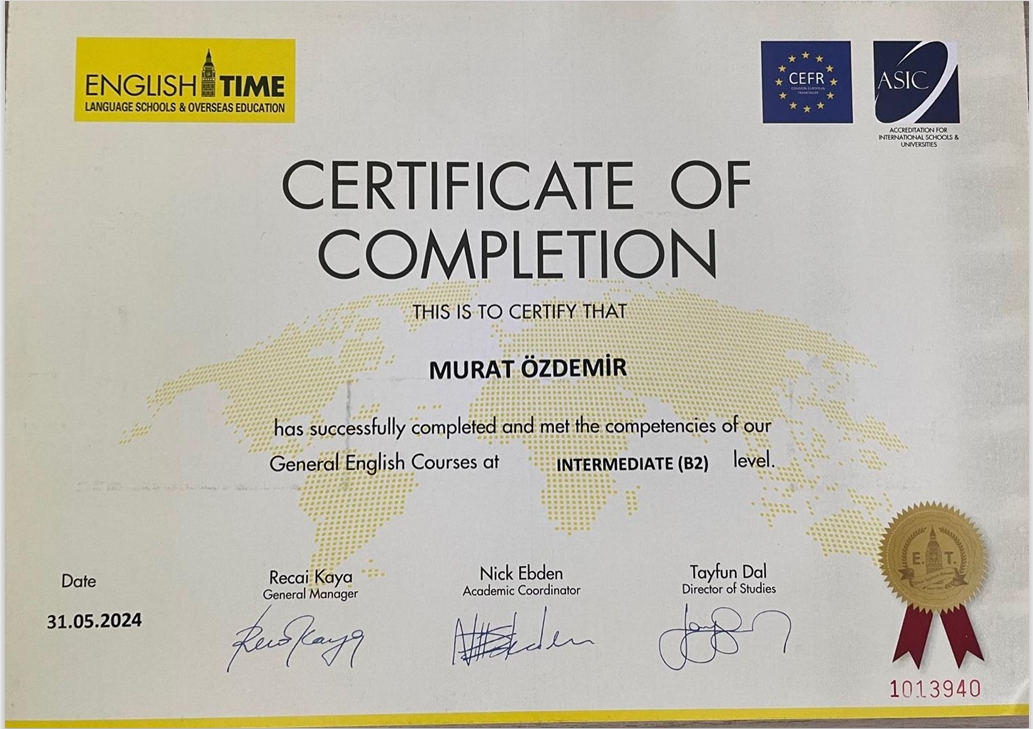 ENGLISH TIME
LANGUAGE SCHOOLS & OVERSEAS EDUCATION
CEFR
ASIC
ACCREDITATION FOR
INTERNATIONAL SCHOOLS &
UNIVERSITIES
CERTIFICATE OF
COMPLETION
THIS IS TO CERTIFY THAT
MURAT ÖZDEMİR
has successfully completed and met the competencies of our
General English Courses at INTERMEDIATE (B2) level.
Date
31.05.2024
Recai Kaya
General Manager
Nick Ebden
Academic Coordinator
Tayfun Dal
Director of Studies
E. T.
1013940